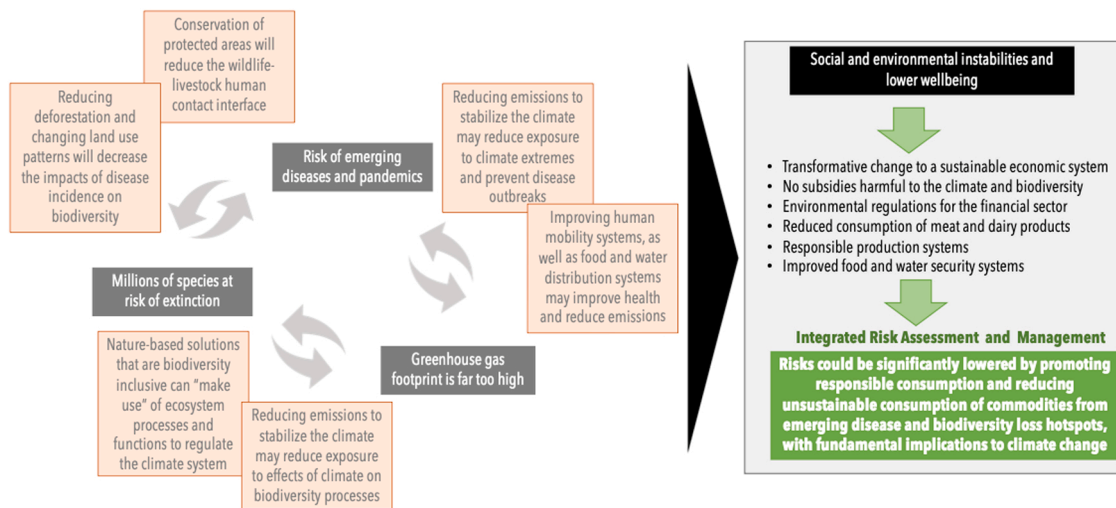 Conservation of
protected areas will
reduce the wildlife-
livestock human
contact interface
Reducing
deforestation and
changing land use
patterns will decrease
the impacts of disease
incidence on
biodiversity
Risk of emerging
diseases and pandemics
Reducing emissions to
stabilize the climate
may reduce exposure
to climate extremes
and prevent disease
outbreaks
Improving human
mobility systems, as
well as food and water
distribution systems
may improve health
and reduce emissions
Millions of species at
risk of extinction
Greenhouse gas
footprint is far too high
Nature-based solutions
that are biodiversity
inclusive can “make
use” of ecosystem
processes and
functions to regulate
the climate system
Reducing emissions to
stabilize the climate
may reduce exposure
to effects of climate on
biodiversity processes
Social and environmental instabilities and
lower wellbeing
• Transformative change to a sustainable economic system
• No subsidies harmful to the climate and biodiversity
• Environmental regulations for the financial sector
• Reduced consumption of meat and dairy products
• Responsible production systems
• Improved food and water security systems
Integrated Risk Assessment and Management
Risks could be significantly lowered by promoting
responsible consumption and reducing
unsustainable consumption of commodities from
emerging disease and biodiversity loss hotspots,
with fundamental implications to climate change